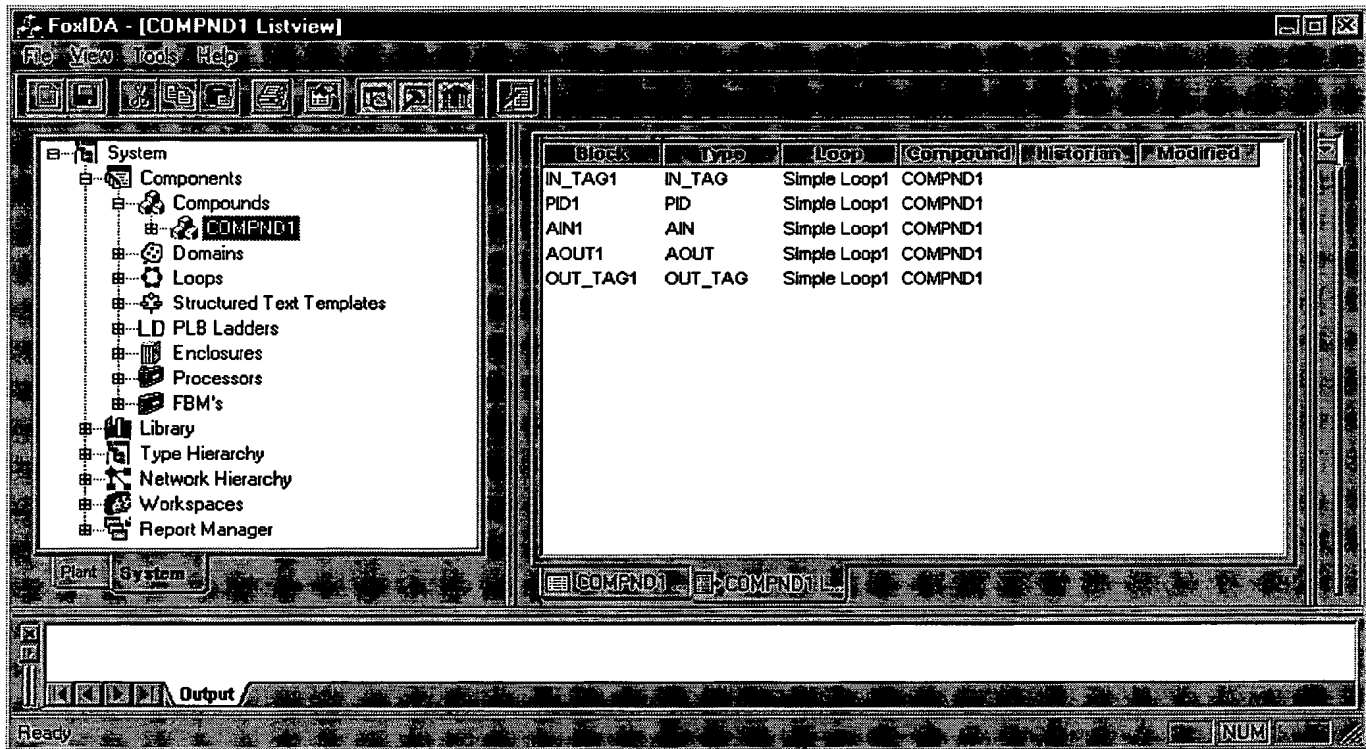 FoxIDA - [COMPND1 Listview]
File View Tools Help
System
Components
Compounds
COMPND1
Domains
Loops
Structured Text Templates
LD PLB Ladders
Enclosures
Processors
FBM's
Library
Type Hierarchy
Network Hierarchy
Workspaces
Report Manager
Plant System
Block Type Loop Compound Historian Modified
IN_TAG1 IN_TAG Simple Loop1 COMPND1
PID1 PID Simple Loop1 COMPND1
AIN1 AIN Simple Loop1 COMPND1
AOUT1 AOUT Simple Loop1 COMPND1
OUT_TAG1 OUT_TAG Simple Loop1 COMPND1
COMPND1 ... COMPND1 L...
Output
Ready NUM